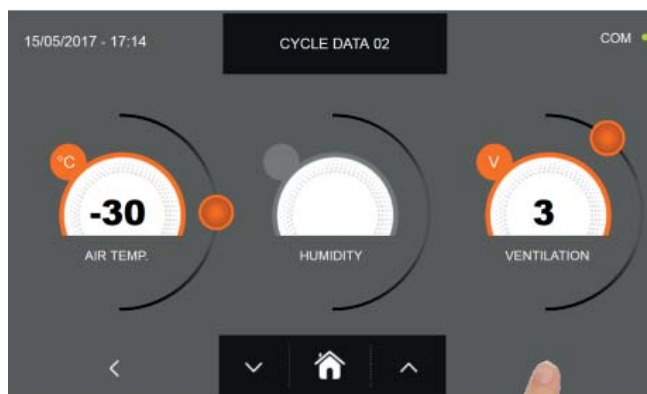 15/05/2017 - 17:14
CYCLE DATA 02
COM
°C
V
-30
3
AIR TEMP.
HUMIDITY
VENTILATION